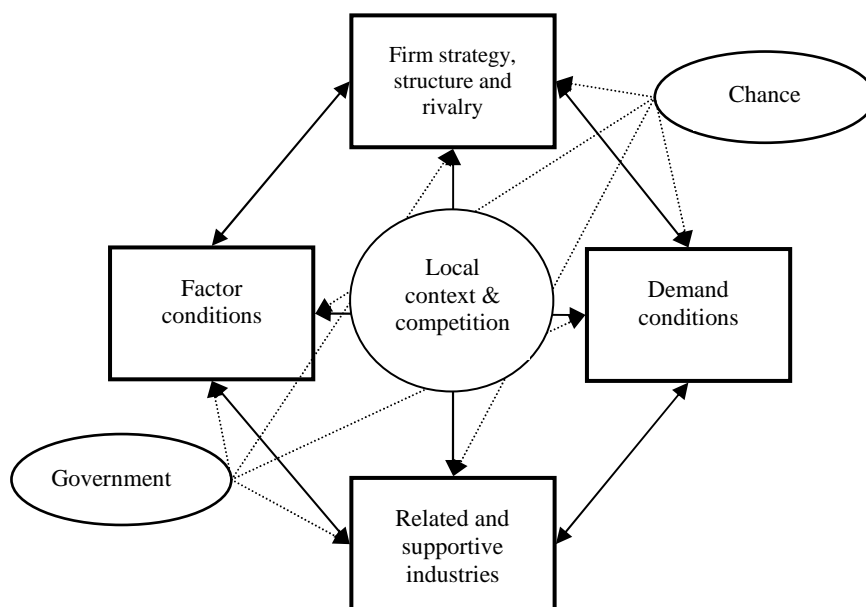 Firm strategy,
structure and
rivalry
Chance
Factor
conditions
Local
context &
competition
Demand
conditions
Government
Related and
supportive
industries